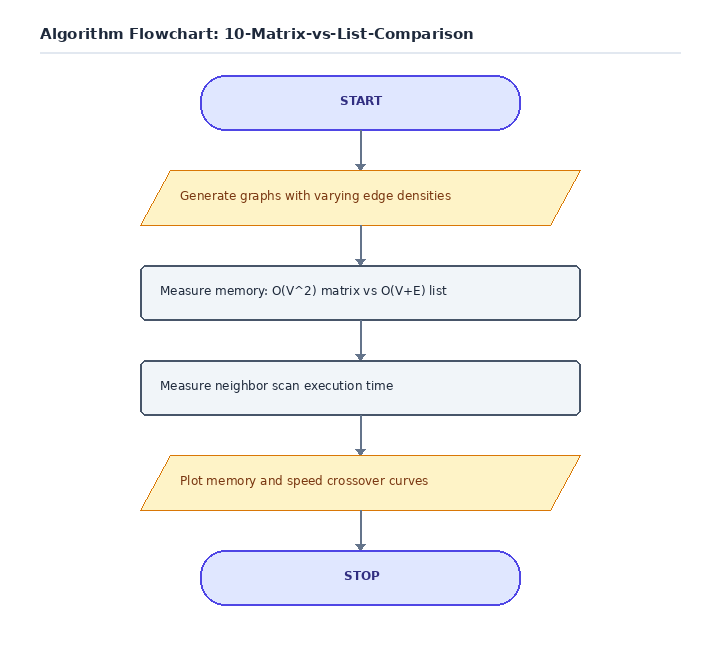 Algorithm Flowchart: 10-Matrix-vs-List-Comparison
START
Generate graphs with varying edge densities
Measure memory: O(V^2) matrix vs O(V+E) list
Measure neighbor scan execution time
Plot memory and speed crossover curves
STOP